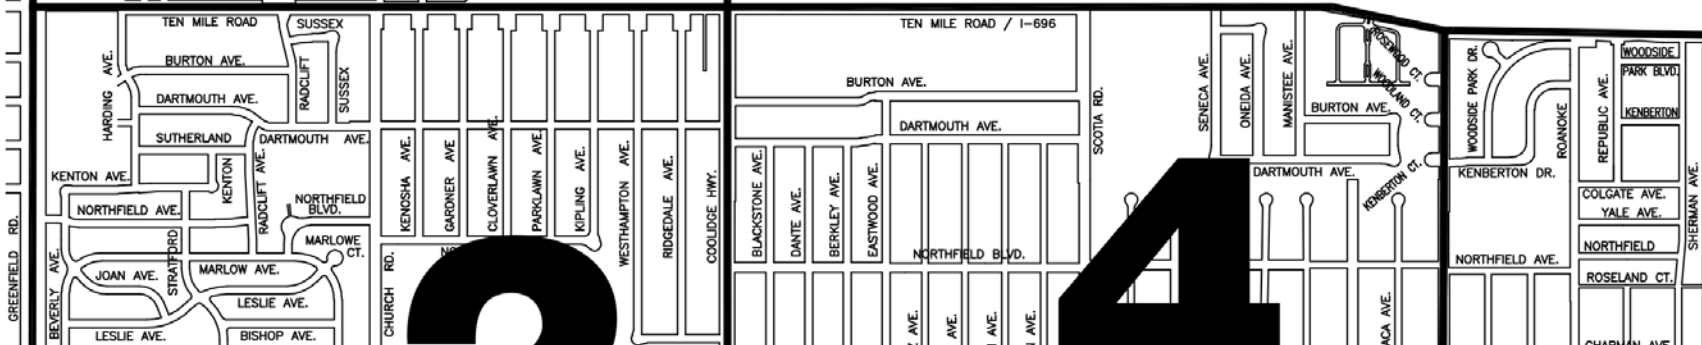 TEN MILE ROAD
SUSSEX
TEN MILE ROAD / I-696
BURTON AVE.
RADCLIFT
SUSSEX
HARDING AVE.
DARTMOUTH AVE.
SUTHERLAND
DARTMOUTH AVE.
KENTON AVE.
KENTON
RADCLIFT AVE.
NORTHFIELD
BLVD.
NORTHFIELD AVE.
STRATFORD
MARLOWE
CT.
JOAN AVE.
MARLOW AVE.
LESLIE AVE.
LESLIE AVE.
BISHOP AVE.
GREENFIELD RD.
BEVERLY AVE.
CHURCH RD.
KENOSHA AVE.
GARDNER AVE
CLOVERLAWN AVE.
PARKLAWN AVE.
KIPLING AVE.
WESTHAMPTON AVE.
RIDGEDALE AVE.
COOLIDGE HWY.
BURTON AVE.
DARTMOUTH AVE.
BLACKSTONE AVE.
DANTE AVE.
BERKLEY AVE.
EASTWOOD AVE.
NORTHFIELD BLVD.
SCOTIA RD.
SENECA AVE.
ONEIDA AVE.
MANISTEE AVE.
BURTON AVE.
ROSEWOOD CT.
WOODLAND CT.
KENBERTON CT.
DARTMOUTH AVE.
4
WOODSIDE PARK DR.
ROANOKE
REPUBLIC AVE.
WOODSIDE
PARK BLVD.
KENBERTON
KENBERTON DR.
COLGATE AVE.
YALE AVE.
NORTHFIELD
NORTHFIELD AVE.
ROSELAND CT.
SHERMAN AVE.